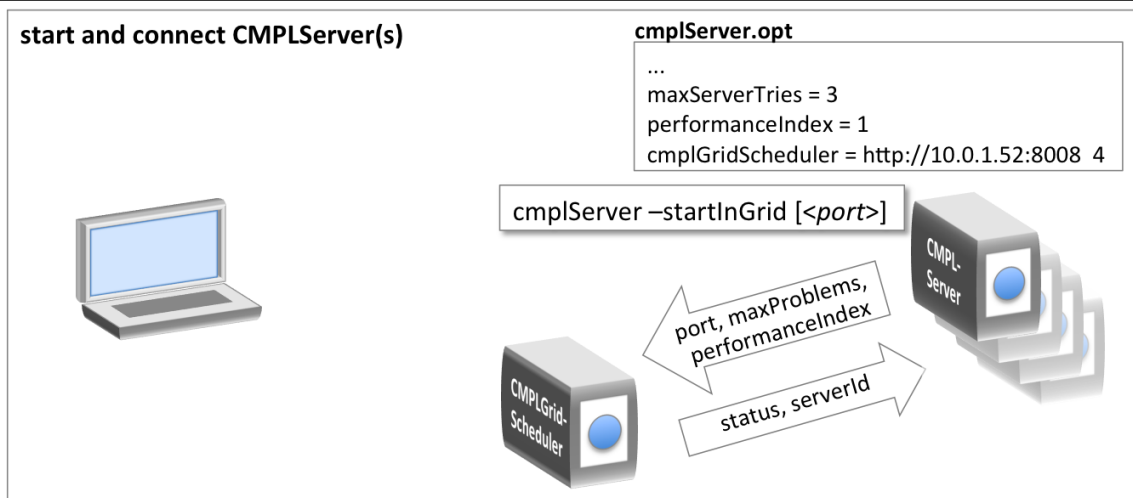 start and connect CMPLServer(s)
cmplServer.opt
...
maxServerTries = 3
performanceIndex = 1
cmplGridScheduler = http://10.0.1.52:8008 4
cmplServer –startInGrid [<port>]
CMPL-
Server
port, maxProblems,
performanceIndex
CMPLGrid-
Scheduler
status, serverId